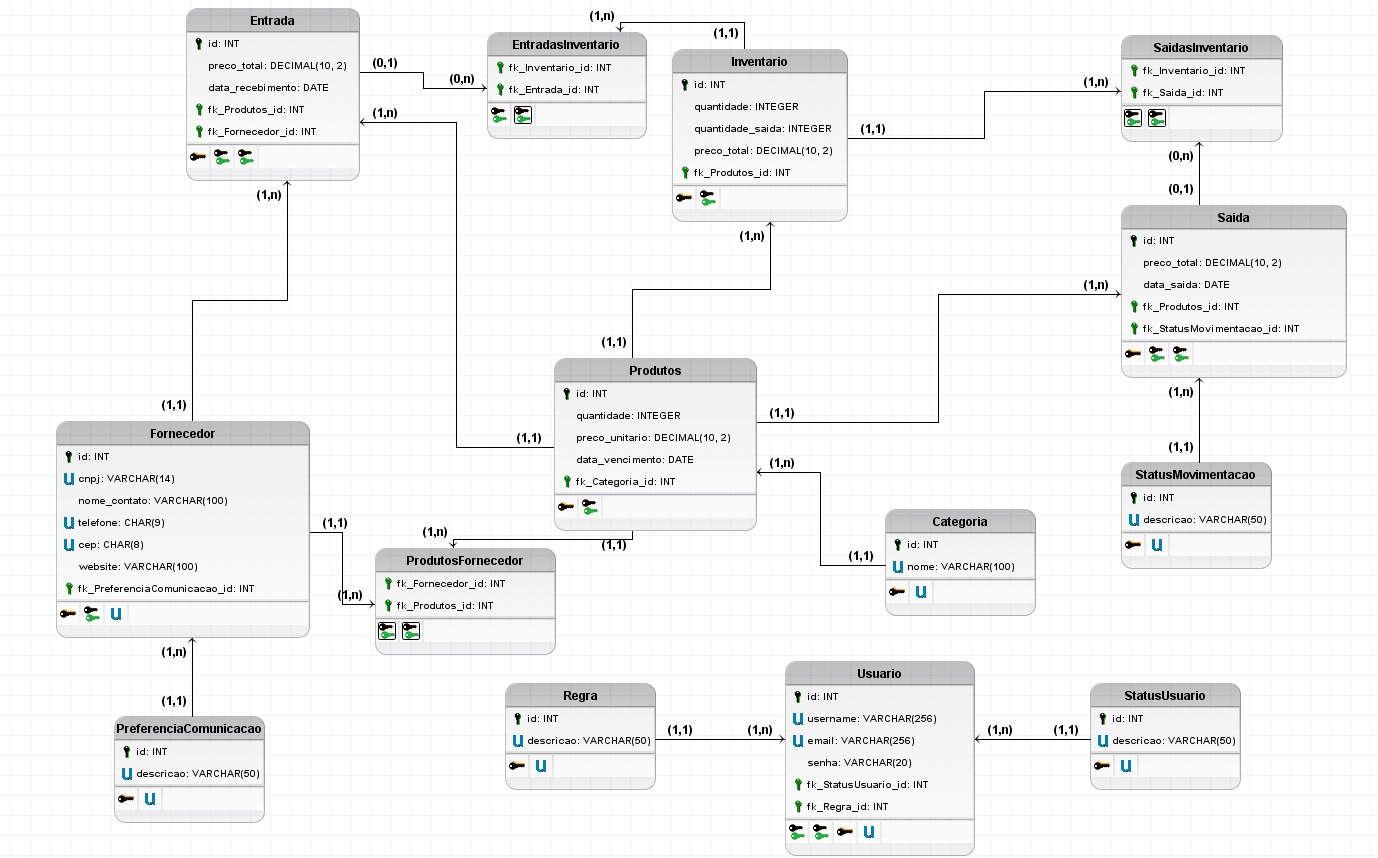 Entrada
id: INT
preco_total: DECIMAL(10, 2)
data_recebimento: DATE
fk_Produtos_id: INT
fk_Fornecedor_id: INT
(0,1)
(0,n)
(1,n)
(1,n)
EntradasInventario
fk_Inventario_id: INT
fk_Entrada_id: INT
(1,n)
(1,1)
Inventario
id: INT
quantidade: INTEGER
quantidade_saida: INTEGER
preco_total: DECIMAL(10, 2)
fk_Produtos_id: INT
(1,1)
(1,n)
(1,n)
SaidasInventario
fk_Inventario_id: INT
fk_Saida_id: INT
(0,n)
(0,1)
Saida
id: INT
preco_total: DECIMAL(10, 2)
data_saida: DATE
fk_Produtos_id: INT
fk_StatusMovimentacao_id: INT
(1,n)
(1,n)
(1,1)
StatusMovimentacao
id: INT
U descricao: VARCHAR(50)
U
(1,1)
Produtos
id: INT
quantidade: INTEGER
preco_unitario: DECIMAL(10, 2)
data_vencimento: DATE
fk_Categoria_id: INT
(1,1)
(1,1)
(1,n)
(1,1)
(1,1)
Fornecedor
id: INT
U cnpj: VARCHAR(14)
nome_contato: VARCHAR(100)
U telefone: CHAR(9)
U cep: CHAR(8)
website: VARCHAR(100)
fk_PreferenciaComunicacao_id: INT
U
(1,1)
(1,n)
(1,n)
ProdutosFornecedor
fk_Fornecedor_id: INT
fk_Produtos_id: INT
Categoria
id: INT
U nome: VARCHAR(100)
U
(1,1)
(1,n)
(1,1)
PreferenciaComunicacao
id: INT
U descricao: VARCHAR(50)
U
Regra
id: INT
U descricao: VARCHAR(50)
U
(1,1)
(1,n)
Usuario
id: INT
U username: VARCHAR(256)
U email: VARCHAR(256)
senha: VARCHAR(20)
fk_StatusUsuario_id: INT
fk_Regra_id: INT
U
(1,n)
(1,1)
StatusUsuario
id: INT
U descricao: VARCHAR(50)
U